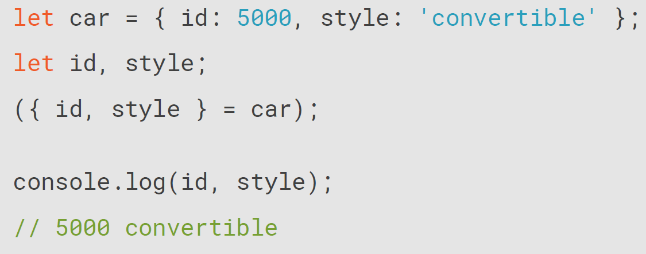 let car = { id: 5000, style: 'convertible' };
let id, style;
({ id, style } = car);
console.log(id, style);
// 5000 convertible